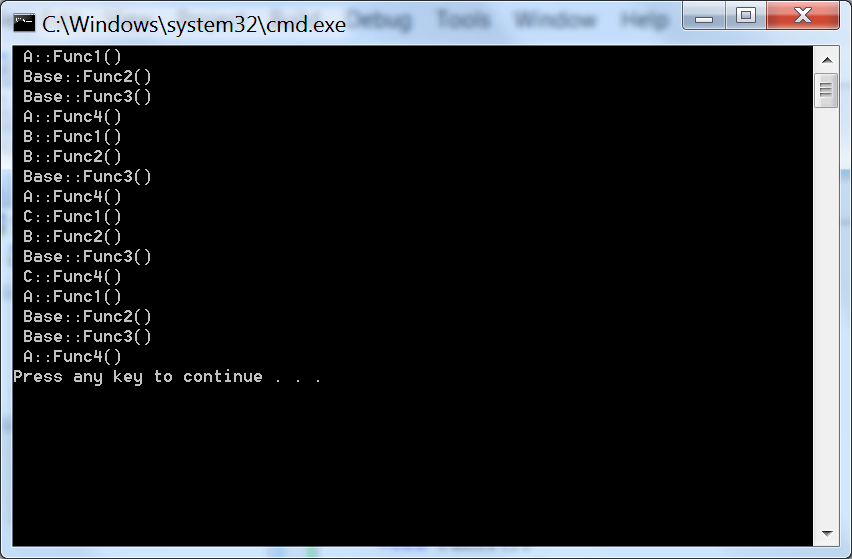 C:\Windows\system32\cmd.exe
Debug Tools Window Help
A::Func1()
Base::Func2()
Base::Func3()
A::Func4()
B::Func1()
B::Func2()
Base::Func3()
A::Func4()
C::Func1()
B::Func2()
Base::Func3()
C::Func4()
A::Func1()
Base::Func2()
Base::Func3()
A::Func4()
Press any key to continue . . .